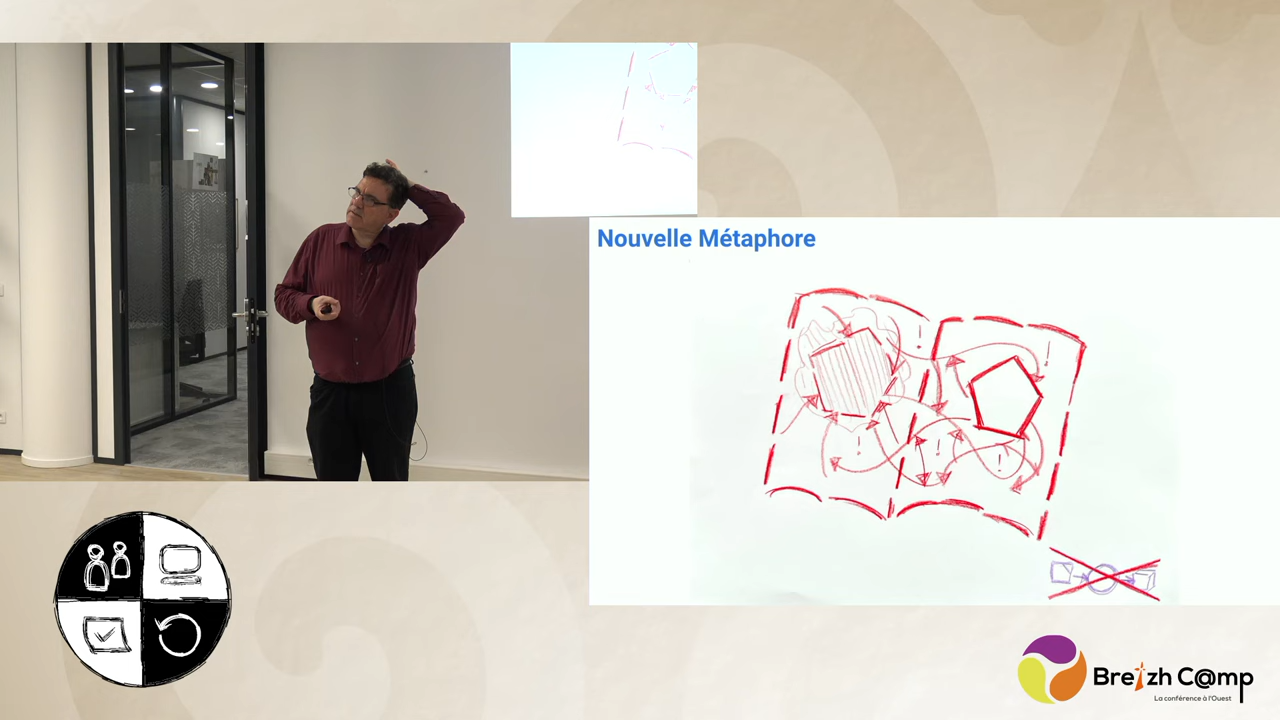 Nouvelle Métaphore
! !
! !
Breizh C@mp
La conférence à l'Ouest